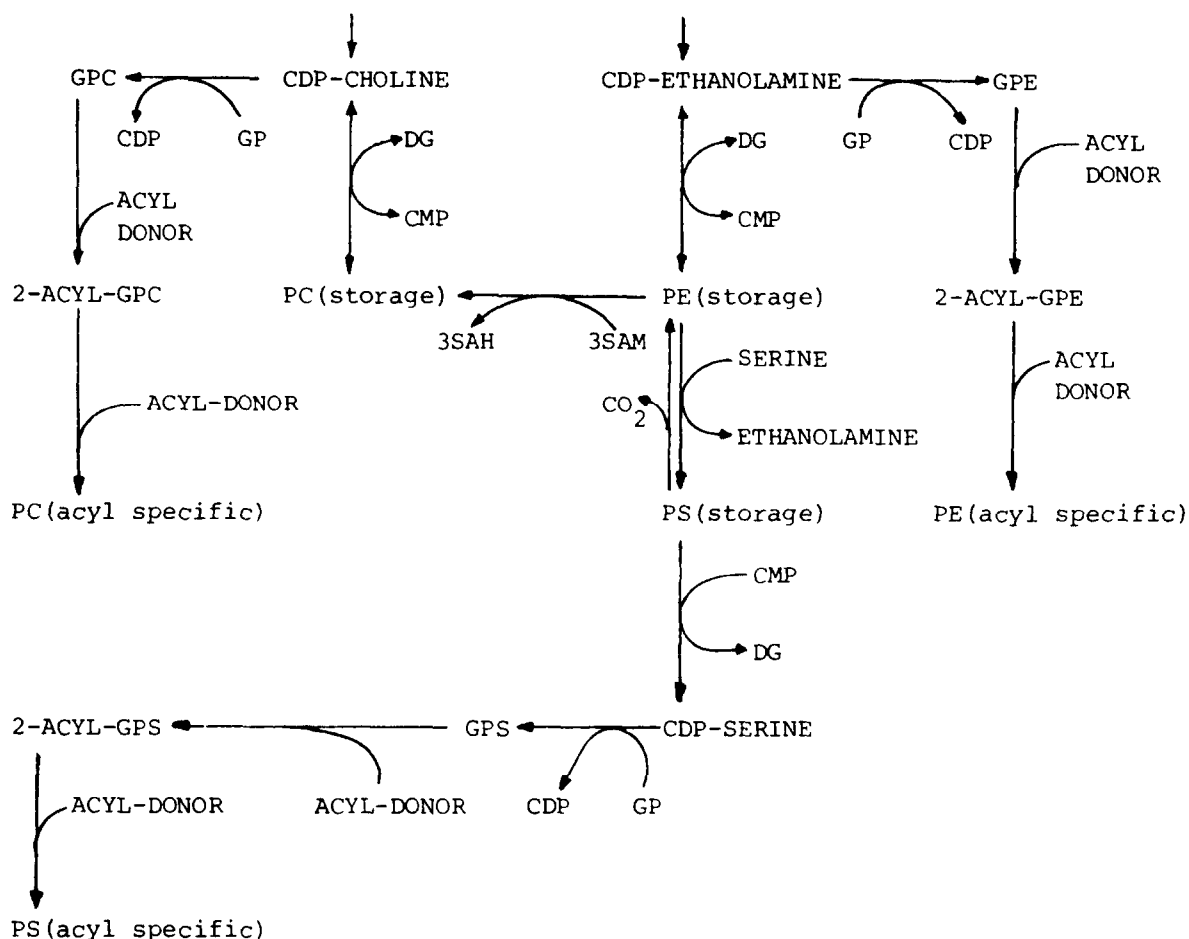 GPC
CDP-CHOLINE
CDP-ETHANOLAMINE
GPE
CDP
GP
DG
DG
GP
CDP
ACYL
DONOR
ACYL
DONOR
CMP
CMP
2-ACYL-GPC
PC(storage)
PE(storage)
2-ACYL-GPE
3SAH
3SAM
SERINE
ACYL
DONOR
ACYL-DONOR
CO2
ETHANOLAMINE
PC(acyl specific)
PS(storage)
PE(acyl specific)
CMP
DG
2-ACYL-GPS
GPS
CDP-SERINE
ACYL-DONOR
ACYL-DONOR
CDP
GP
PS(acyl specific)